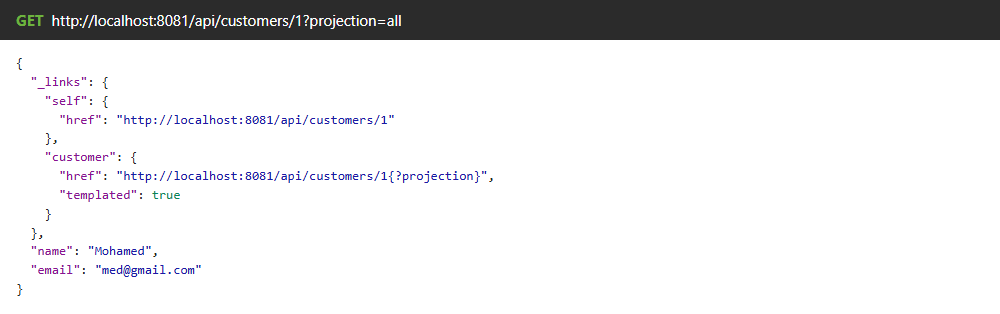 GET http://localhost:8081/api/customers/1?projection=all
{
  "_links": {
    "self": {
      "href": "http://localhost:8081/api/customers/1"
    },
    "customer": {
      "href": "http://localhost:8081/api/customers/1{?projection}",
      "templated": true
    }
  },
  "name": "Mohamed",
  "email": "med@gmail.com"
}